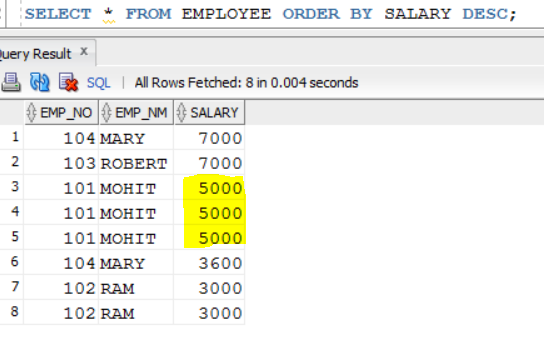 SELECT * FROM EMPLOYEE ORDER BY SALARY DESC;
Query Result x
SQL | All Rows Fetched: 8 in 0.004 seconds
EMP_NO EMP_NM SALARY
1 104 MARY 7000
2 103 ROBERT 7000
3 101 MOHIT 5000
4 101 MOHIT 5000
5 101 MOHIT 5000
6 104 MARY 3600
7 102 RAM 3000
8 102 RAM 3000